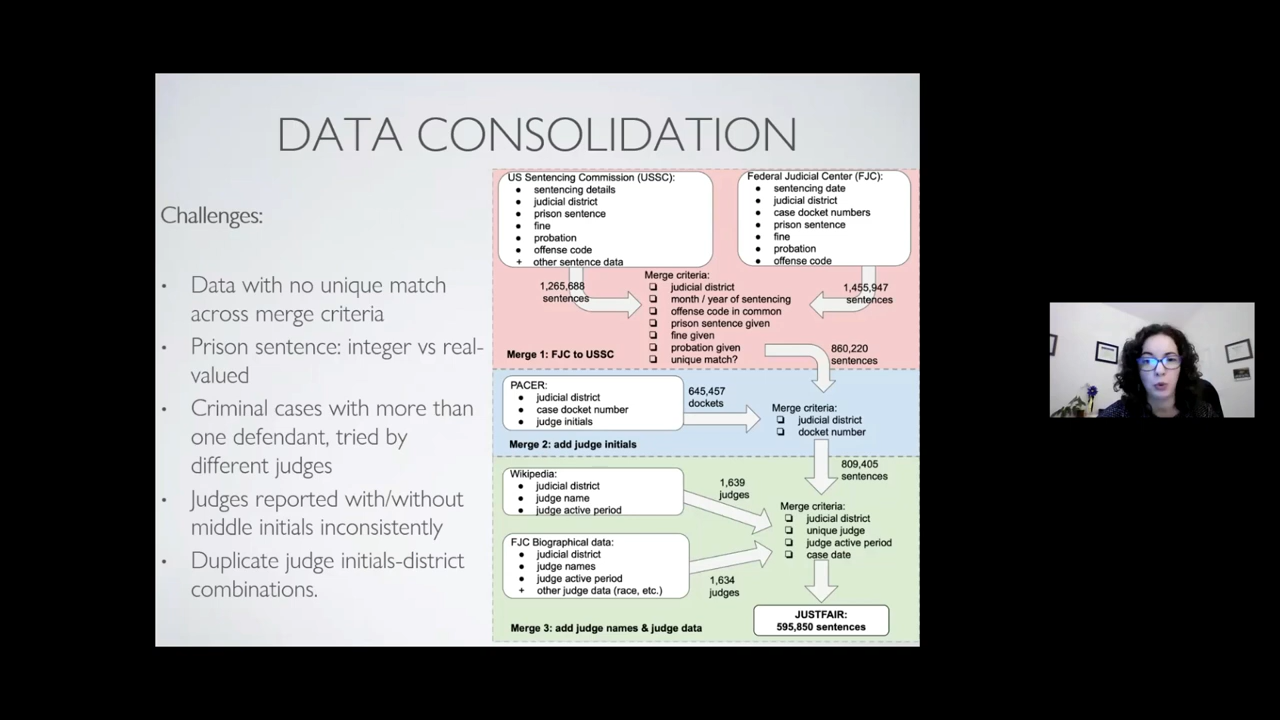 DATA CONSOLIDATION
Challenges:
• Data with no unique match
across merge criteria
• Prison sentence: integer vs real-
valued
• Criminal cases with more than
one defendant, tried by
different judges
• Judges reported with/without
middle initials inconsistently
• Duplicate judge initials-district
combinations.
US Sentencing Commission (USSC):
● sentencing details
● judicial district
● prison sentence
● fine
● probation
● offense code
+ other sentence data
Federal Judicial Center (FJC):
● sentencing date
● judicial district
● case docket numbers
● prison sentence
● fine
● probation
● offense code
1,265,688
sentences
Merge criteria:
❏ judicial district
❏ month / year of sentencing
❏ offense code in common
❏ prison sentence given
❏ fine given
❏ probation given
❏ unique match?
1,455,947
sentences
Merge 1: FJC to USSC
860,220
sentences
PACER:
● judicial district
● case docket number
● judge initials
645,457
dockets
Merge criteria:
❏ judicial district
❏ docket number
Merge 2: add judge initials
809,405
sentences
Wikipedia:
● judicial district
● judge name
● judge active period
1,639
judges
Merge criteria:
❏ judicial district
❏ unique judge
❏ judge active period
❏ case date
FJC Biographical data:
● judicial district
● judge names
● judge active period
+ other judge data (race, etc.)
1,634
judges
JUSTFAIR:
595,850 sentences
Merge 3: add judge names & judge data